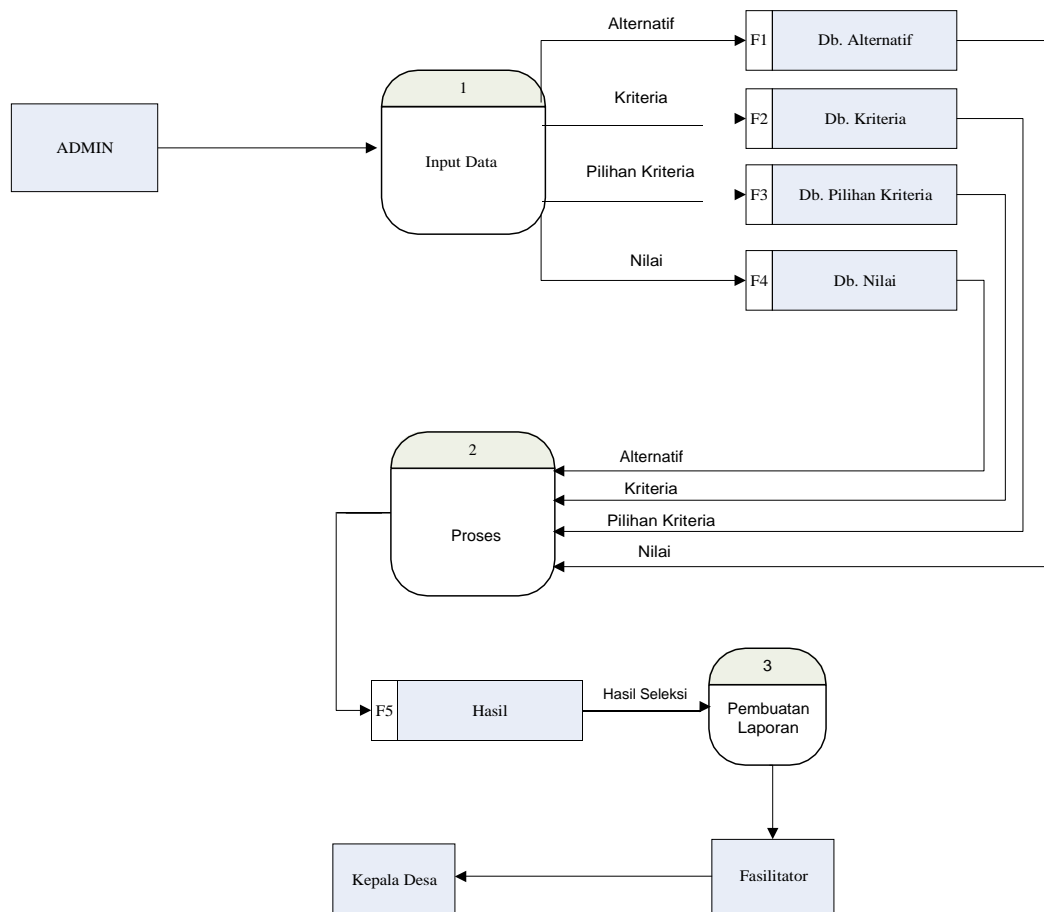 Alternatif
F1
Db. Alternatif
1
Kriteria
F2
Db. Kriteria
ADMIN
Input Data
Pilihan Kriteria
F3
Db. Pilihan Kriteria
Nilai
F4
Db. Nilai
2
Alternatif
Kriteria
Pilihan Kriteria
Proses
Nilai
3
F5
Hasil
Hasil Seleksi
Pembuatan
Laporan
Kepala Desa
Fasilitator